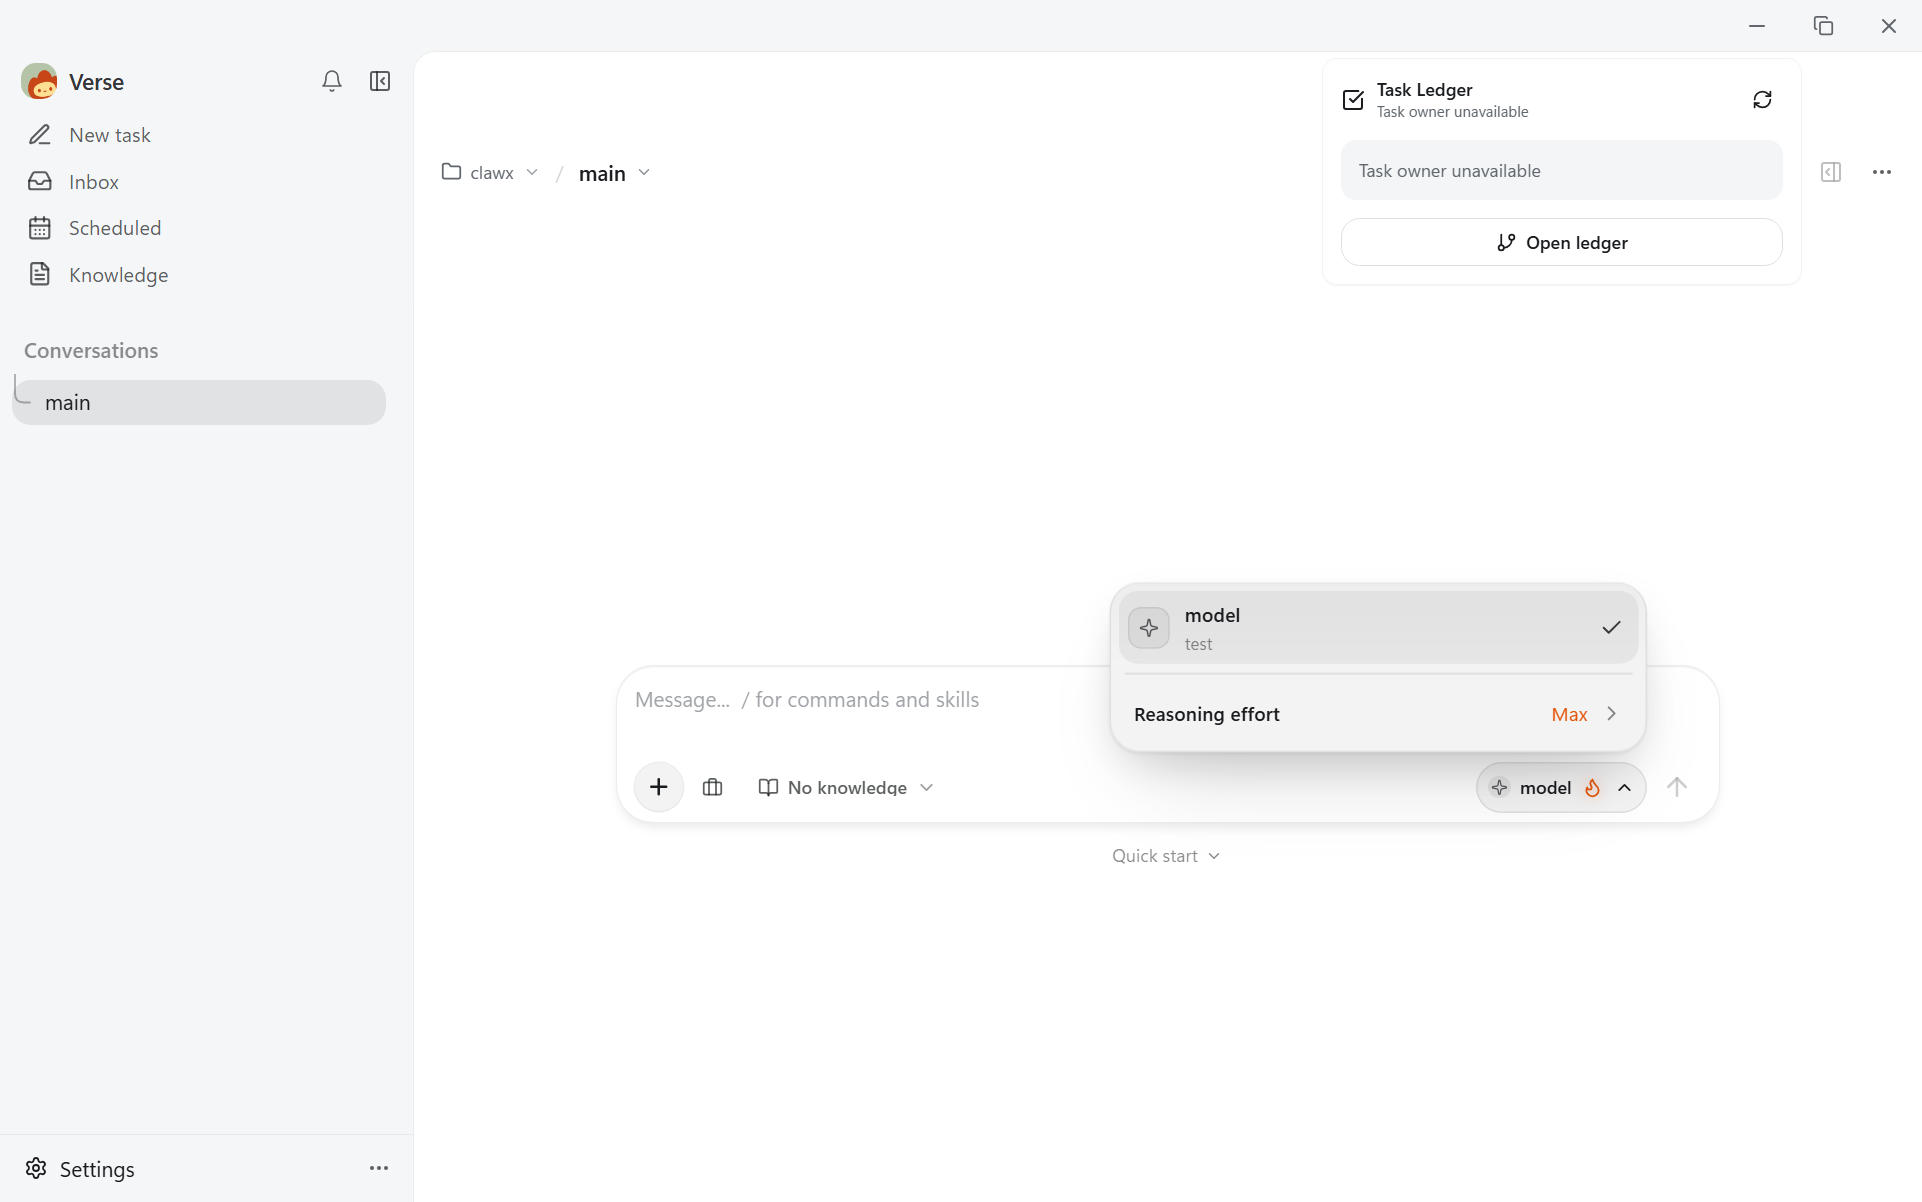 Verse
New task
Inbox
Scheduled
Knowledge
Conversations
main
Settings
clawx / main
Task Ledger
Task owner unavailable
Task owner unavailable
Open ledger
model
test
Reasoning effort Max
Message... / for commands and skills
No knowledge
model
Quick start